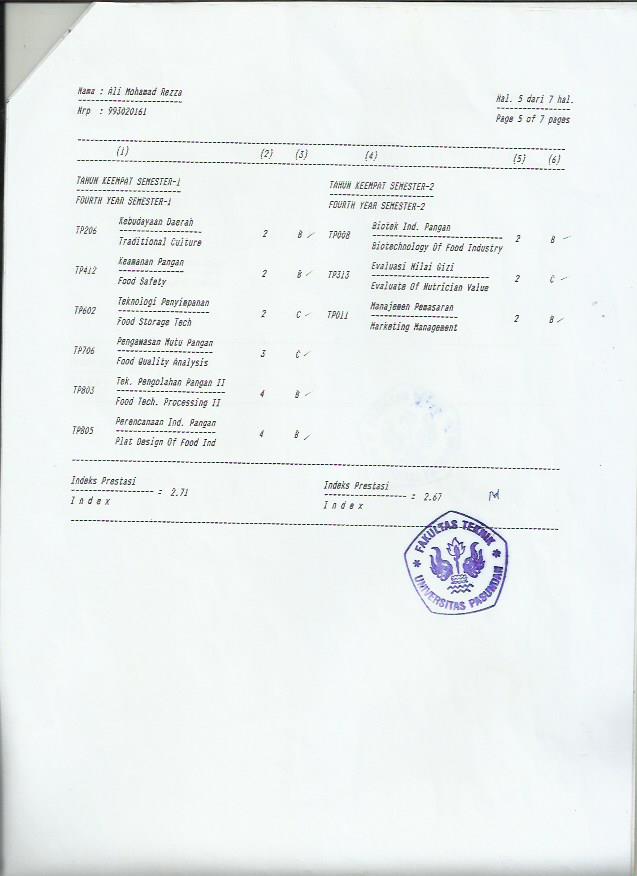 Nama : Ali Mohamad Rezza
Nrp : 993020161
Hal. 5 dari 7 hal.
Page 5 of 7 pages
(1) (2) (3) (4) (5) (6)
TAHUN KEEMPAT SEMESTER-1
FOURTH YEAR SEMESTER-1
TP206 Kebudayaan Daerah 2 B
Traditional Culture
TP412 Keamanan Pangan 2 B
Food Safety
TP602 Teknologi Penyimpanan 2 C
Food Storage Tech
TP706 Pengawasan Mutu Pangan 3 C
Food Quality Analysis
TP803 Tek. Pengolahan Pangan II 4 B
Food Tech. Processing II
TP805 Perencanaan Ind. Pangan 4 B
Plat Design Of Food Ind
TAHUN KEEMPAT SEMESTER-2
FOURTH YEAR SEMESTER-2
TP008 Biotek Ind. Pangan 2 B
Biotechnology Of Food Industry
TP313 Evaluasi Nilai Gizi 2 C
Evaluate Of Nutrician Value
TP011 Manajemen Pemasaran 2 B
Marketing Management
Indeks Prestasi
= 2.71
I n d e x
Indeks Prestasi
= 2.67
I n d e x
FAKULTAS TEKNIK
UNIVERSITAS PASUNDAN